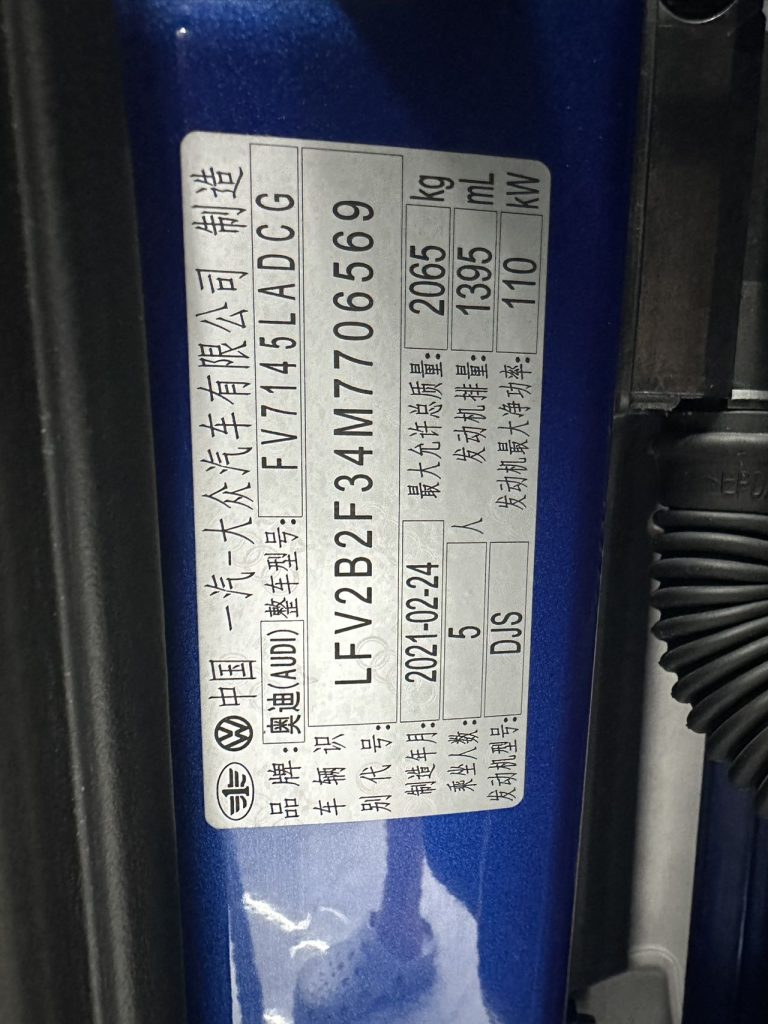 中国 一汽-大众汽车有限公司 制造
品牌:奥迪(AUDI) 整车型号: FV7145LADCG
车辆识别代号: LFV2B2F34M7706569
制造年月: 2021-02-24 最大允许总质量: 2065 kg
乘坐人数: 5 人 发动机排量: 1395 mL
发动机型号: DJS 发动机最大净功率: 110 kW